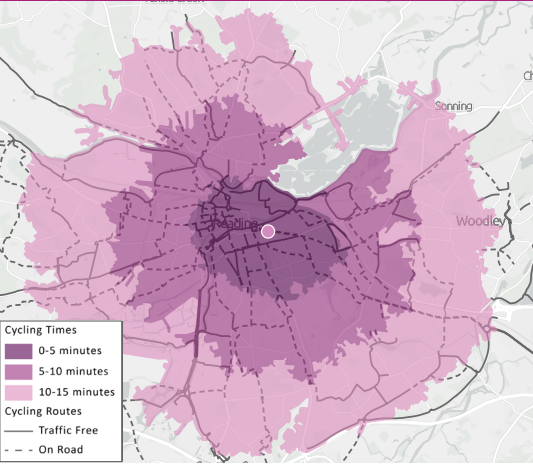 Sonning
Reading
Woodley
Cycling Times
0-5 minutes
5-10 minutes
10-15 minutes
Cycling Routes
Traffic Free
On Road